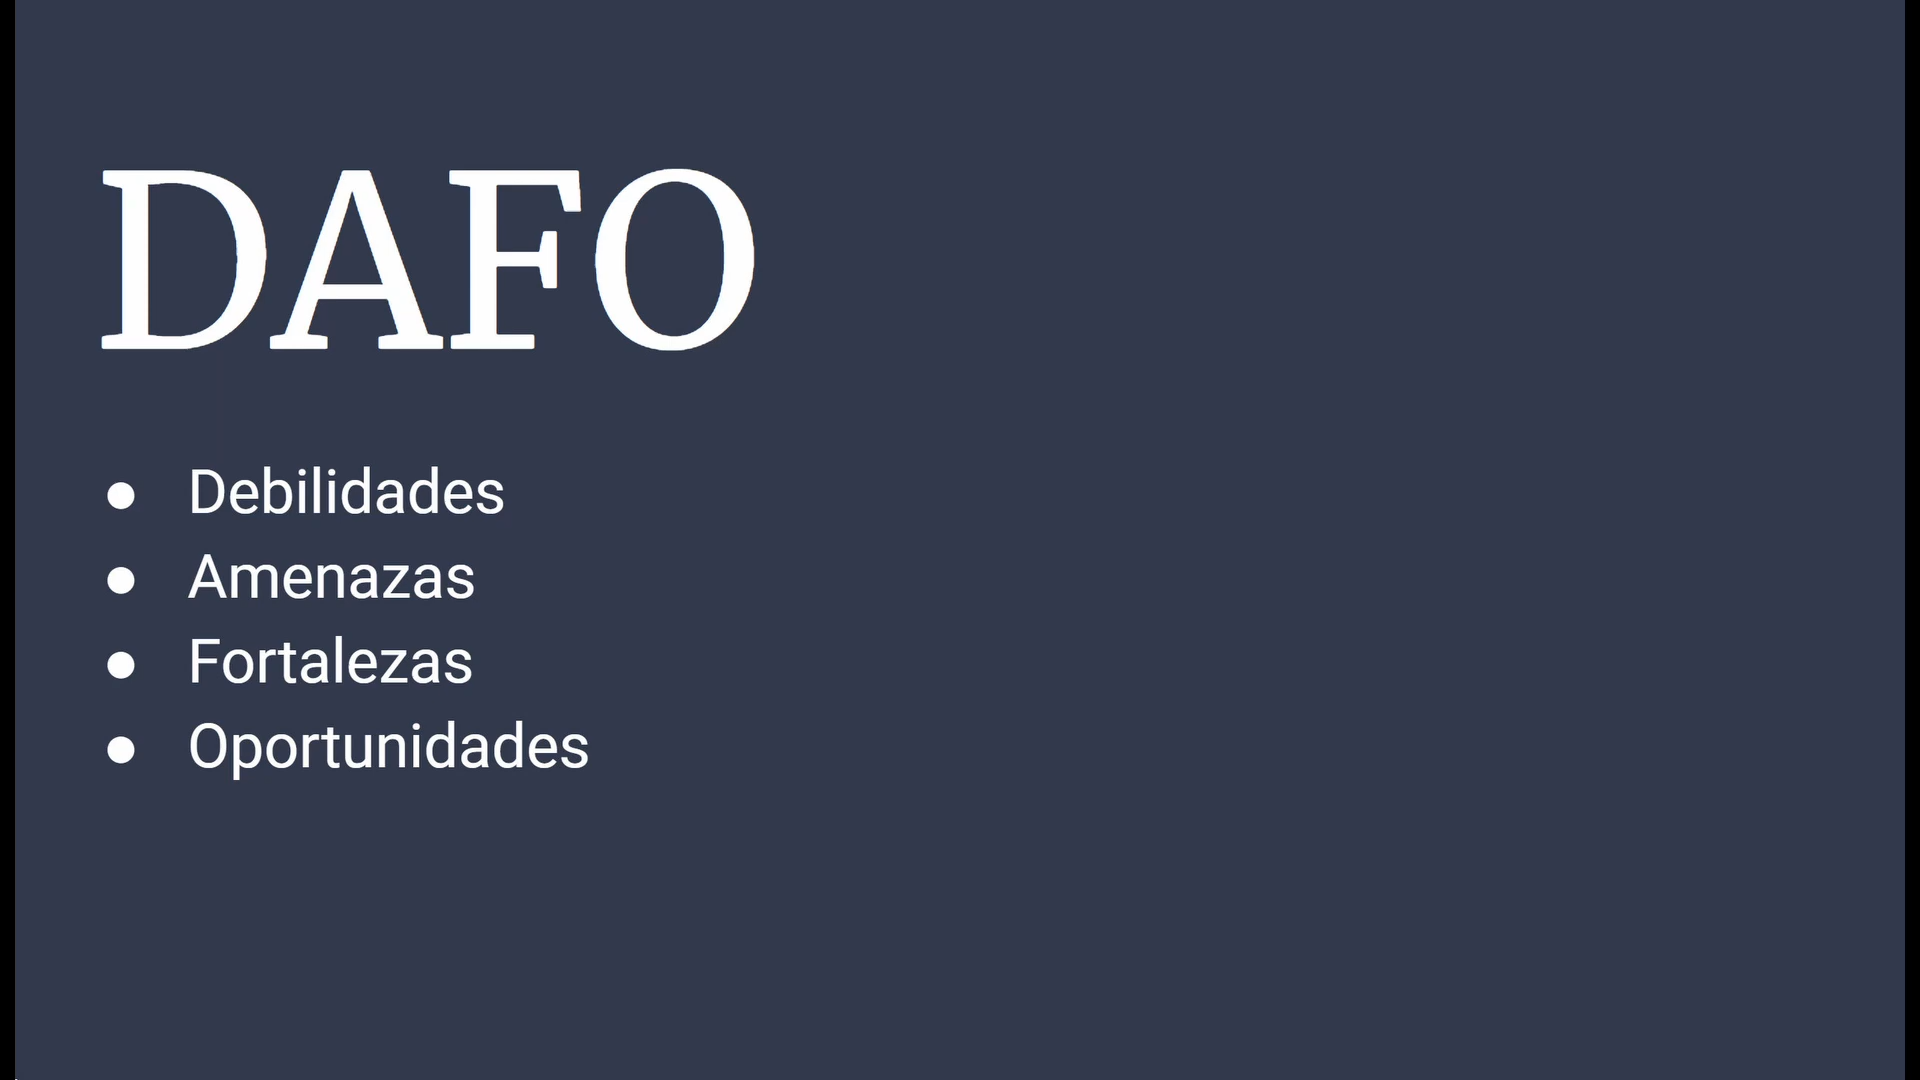 DAFO
● Debilidades
● Amenazas
● Fortalezas
● Oportunidades